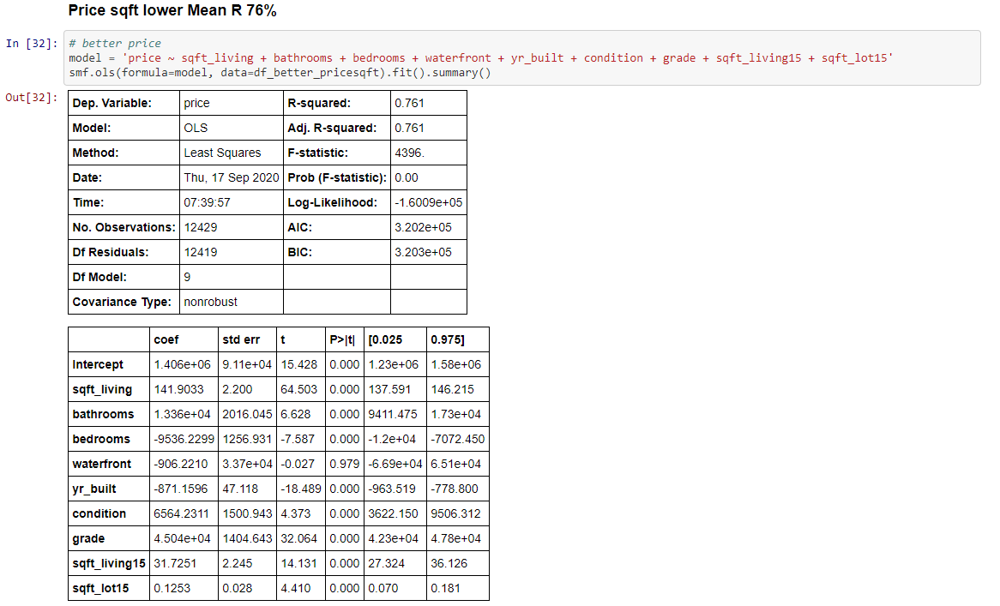 Price sqft lower Mean R 76%
In [32]: # better price
model = 'price ~ sqft_living + bathrooms + bedrooms + waterfront + yr_built + condition + grade + sqft_living15 + sqft_lot15'
smf.ols(formula=model, data=df_better_pricesqft).fit().summary()
Out[32]:
Dep. Variable: price R-squared: 0.761
Model: OLS Adj. R-squared: 0.761
Method: Least Squares F-statistic: 4396.
Date: Thu, 17 Sep 2020 Prob (F-statistic): 0.00
Time: 07:39:57 Log-Likelihood: -1.6009e+05
No. Observations: 12429 AIC: 3.202e+05
Df Residuals: 12419 BIC: 3.203e+05
Df Model: 9
Covariance Type: nonrobust
coef std err t P>|t| [0.025 0.975]
Intercept 1.406e+06 9.11e+04 15.428 0.000 1.23e+06 1.58e+06
sqft_living 141.9033 2.200 64.503 0.000 137.591 146.215
bathrooms 1.336e+04 2016.045 6.628 0.000 9411.475 1.73e+04
bedrooms -9536.2299 1256.931 -7.587 0.000 -1.2e+04 -7072.450
waterfront -906.2210 3.37e+04 -0.027 0.979 -6.69e+04 6.51e+04
yr_built -871.1596 47.118 -18.489 0.000 -963.519 -778.800
condition 6564.2311 1500.943 4.373 0.000 3622.150 9506.312
grade 4.504e+04 1404.643 32.064 0.000 4.23e+04 4.78e+04
sqft_living15 31.7251 2.245 14.131 0.000 27.324 36.126
sqft_lot15 0.1253 0.028 4.410 0.000 0.070 0.181